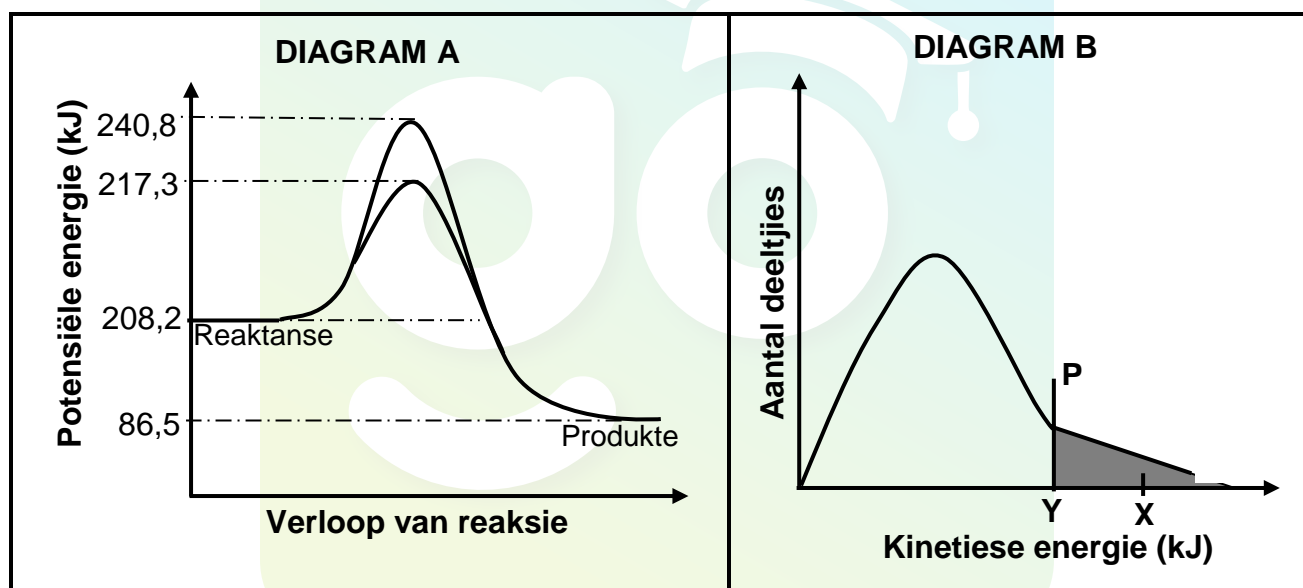 DIAGRAM A
Potensiële energie (kJ)
240,8
217,3
208,2
Reaktanse
86,5
Produkte
Verloop van reaksie
DIAGRAM B
Aantal deeltjies
P
Y
X
Kinetiese energie (kJ)
go